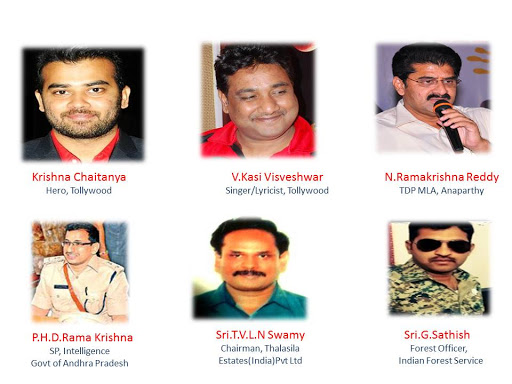 Krishna Chaitanya
Hero, Tollywood
V.Kasi Visveshwar
Singer/Lyricist, Tollywood
N.Ramakrishna Reddy
TDP MLA, Anaparthy
P.H.D.Rama Krishna
SP, Intelligence
Govt of Andhra Pradesh
Sri.T.V.L.N Swamy
Chairman, Thalasila
Estates(India)Pvt Ltd
Sri.G.Sathish
Forest Officer,
Indian Forest Service